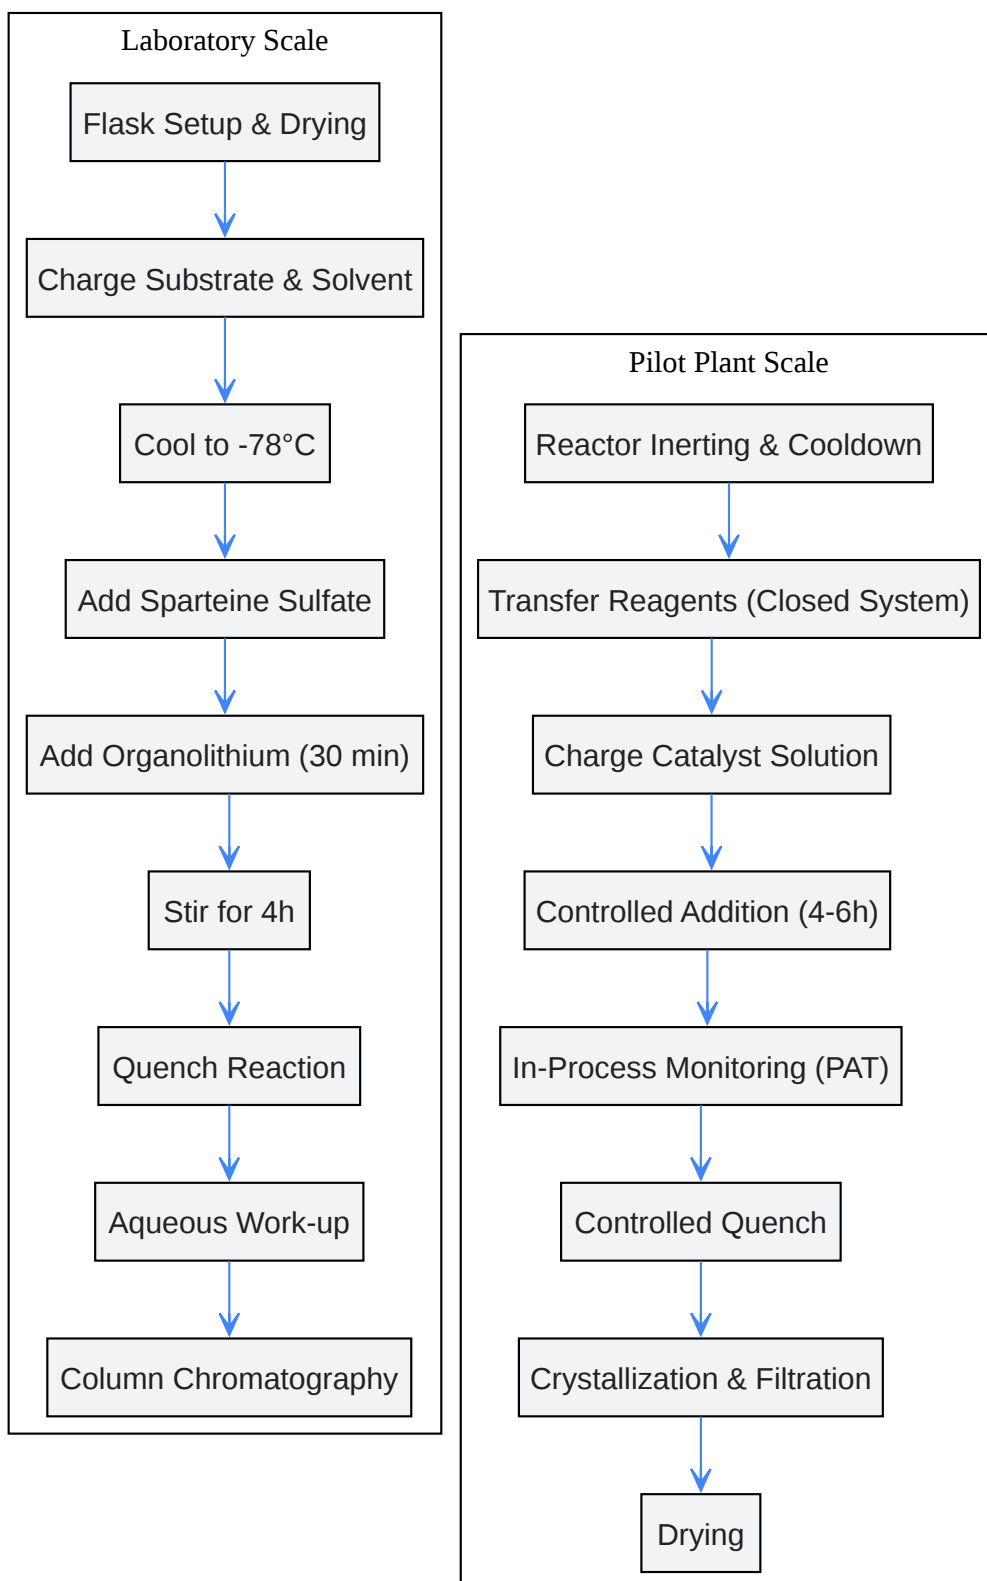 Laboratory Scale
Flask Setup & Drying
Charge Substrate & Solvent
Cool to -78°C
Add Sparteine Sulfate
Add Organolithium (30 min)
Stir for 4h
Quench Reaction
Aqueous Work-up
Column Chromatography
Pilot Plant Scale
Reactor Inerting & Cooldown
Transfer Reagents (Closed System)
Charge Catalyst Solution
Controlled Addition (4-6h)
In-Process Monitoring (PAT)
Controlled Quench
Crystallization & Filtration
Drying